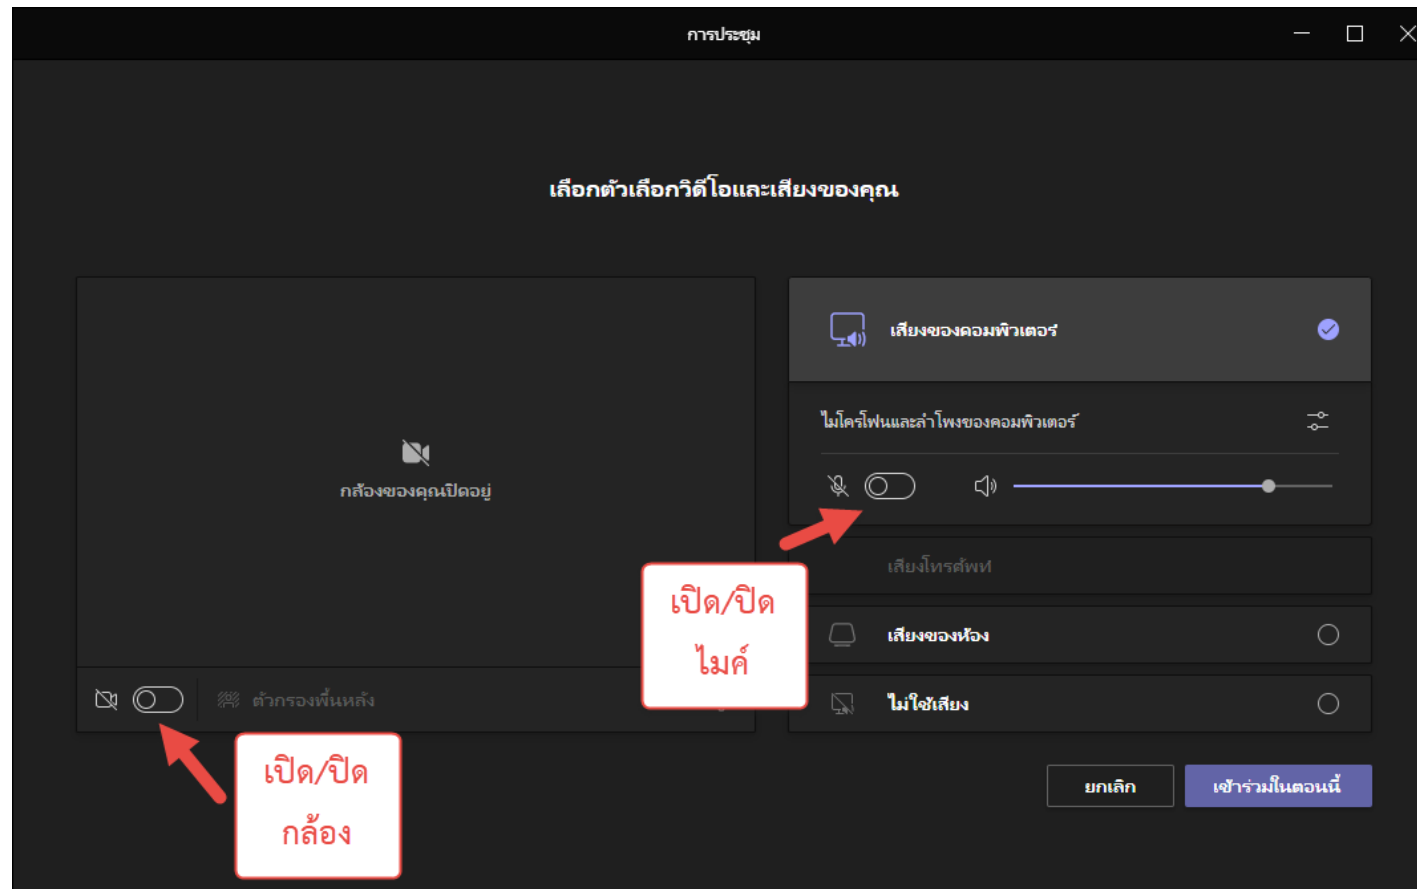 การประชุม
เลือกตัวเลือกวิดีโอและเสียงของคุณ
เสียงของคอมพิวเตอร์
ไมโครโฟนและลำโพงของคอมพิวเตอร์
กล้องของคุณปิดอยู่
เสียงโทรศัพท์
เปิด/ปิด
ไมค์
เสียงของห้อง
ตัวกรองพื้นหลัง
ไม่ใช้เสียง
เปิด/ปิด
กล้อง
ยกเลิก
เข้าร่วมในตอนนี้